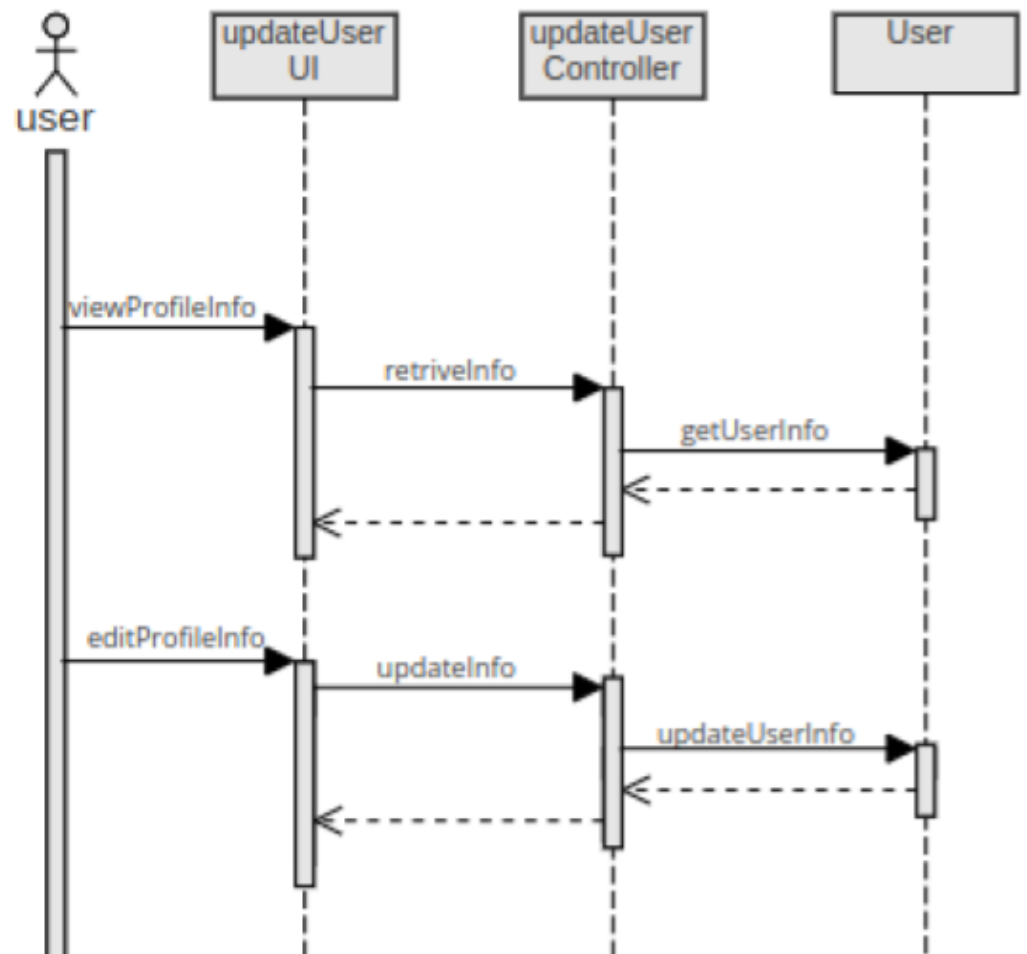 updateUser
UI
updateUser
Controller
User
user
viewProfileInfo
retriveInfo
getUserInfo
editProfileInfo
updateInfo
updateUserInfo